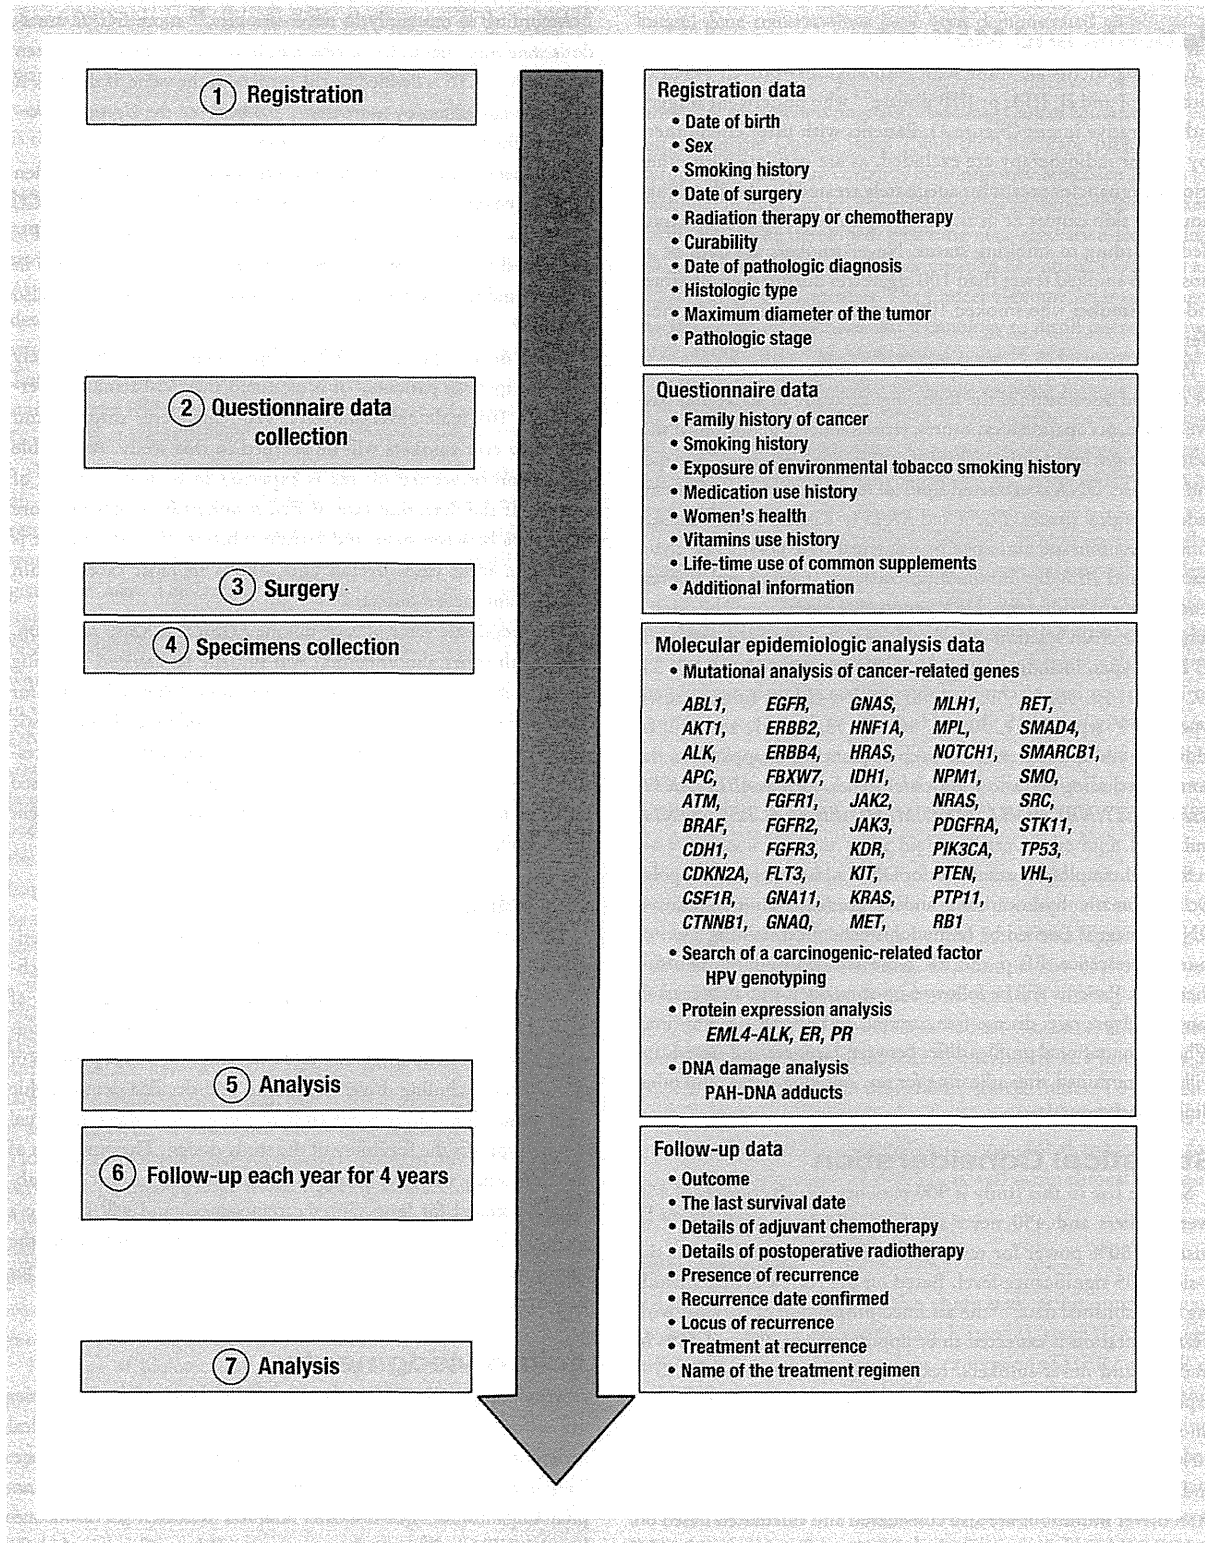 1 Registration
Registration data
• Date of birth
• Sex
• Smoking history
• Date of surgery
• Radiation therapy or chemotherapy
• Curability
• Date of pathologic diagnosis
• Histologic type
• Maximum diameter of the tumor
• Pathologic stage
2 Questionnaire data
collection
Questionnaire data
• Family history of cancer
• Smoking history
• Exposure of environmental tobacco smoking history
• Medication use history
• Women's health
• Vitamins use history
• Life-time use of common supplements
• Additional information
3 Surgery
4 Specimens collection
Molecular epidemiologic analysis data
• Mutational analysis of cancer-related genes
ABL1, EGFR, GNAS, MLH1, RET,
AKT1, ERBB2, HNF1A, MPL, SMAD4,
ALK, ERBB4, HRAS, NOTCH1, SMARCB1,
APC, FBXW7, IDH1, NPM1, SMO,
ATM, FGFR1, JAK2, NRAS, SRC,
BRAF, FGFR2, JAK3, PDGFRA, STK11,
CDH1, FGFR3, KDR, PIK3CA, TP53,
CDKN2A, FLT3, KIT, PTEN, VHL,
CSF1R, GNA11, KRAS, PTP11,
CTNNB1, GNAQ, MET, RB1
• Search of a carcinogenic-related factor
HPV genotyping
• Protein expression analysis
EML4-ALK, ER, PR
• DNA damage analysis
PAH-DNA adducts
5 Analysis
6 Follow-up each year for 4 years
Follow-up data
• Outcome
• The last survival date
• Details of adjuvant chemotherapy
• Details of postoperative radiotherapy
• Presence of recurrence
• Recurrence date confirmed
• Locus of recurrence
• Treatment at recurrence
• Name of the treatment regimen
7 Analysis